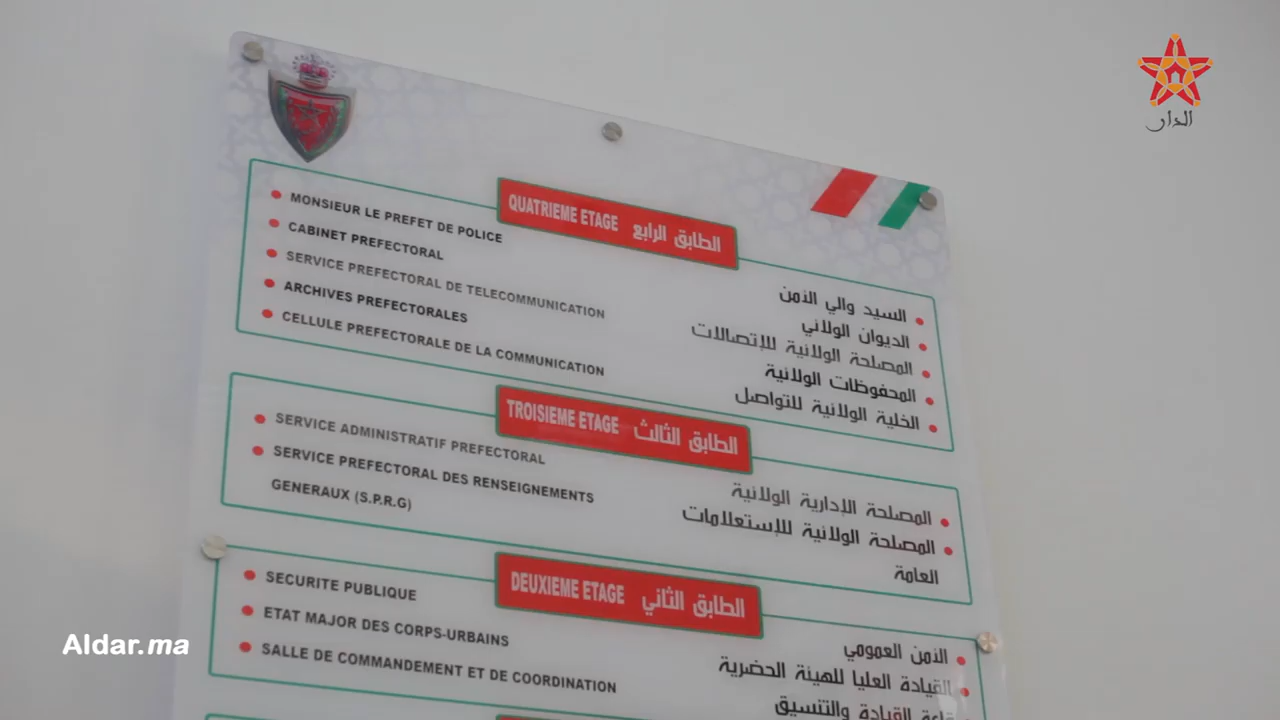 الدار
QUATRIEME ETAGE الطابق الرابع
MONSIEUR LE PREFET DE POLICE
CABINET PREFECTORAL
SERVICE PREFECTORAL DE TELECOMMUNICATION
ARCHIVES PREFECTORALES
CELLULE PREFECTORALE DE LA COMMUNICATION
السيد والي الأمن
الديوان الولائي
المصلحة الولائية للإتصالات
المحفوظات الولائية
الخلية الولائية للتواصل
TROISIEME ETAGE الطابق الثالث
SERVICE ADMINISTRATIF PREFECTORAL
SERVICE PREFECTORAL DES RENSEIGNEMENTS
GENERAUX (S.P.R.G)
المصلحة الإدارية الولائية
المصلحة الولائية للإستعلامات
العامة
DEUXIEME ETAGE الطابق الثاني
SECURITE PUBLIQUE
ETAT MAJOR DES CORPS-URBAINS
SALLE DE COMMANDEMENT ET DE COORDINATION
الأمن العمومي
القيادة العليا للهيئة الحضرية
قاعة القيادة والتنسيق
Aldar.ma